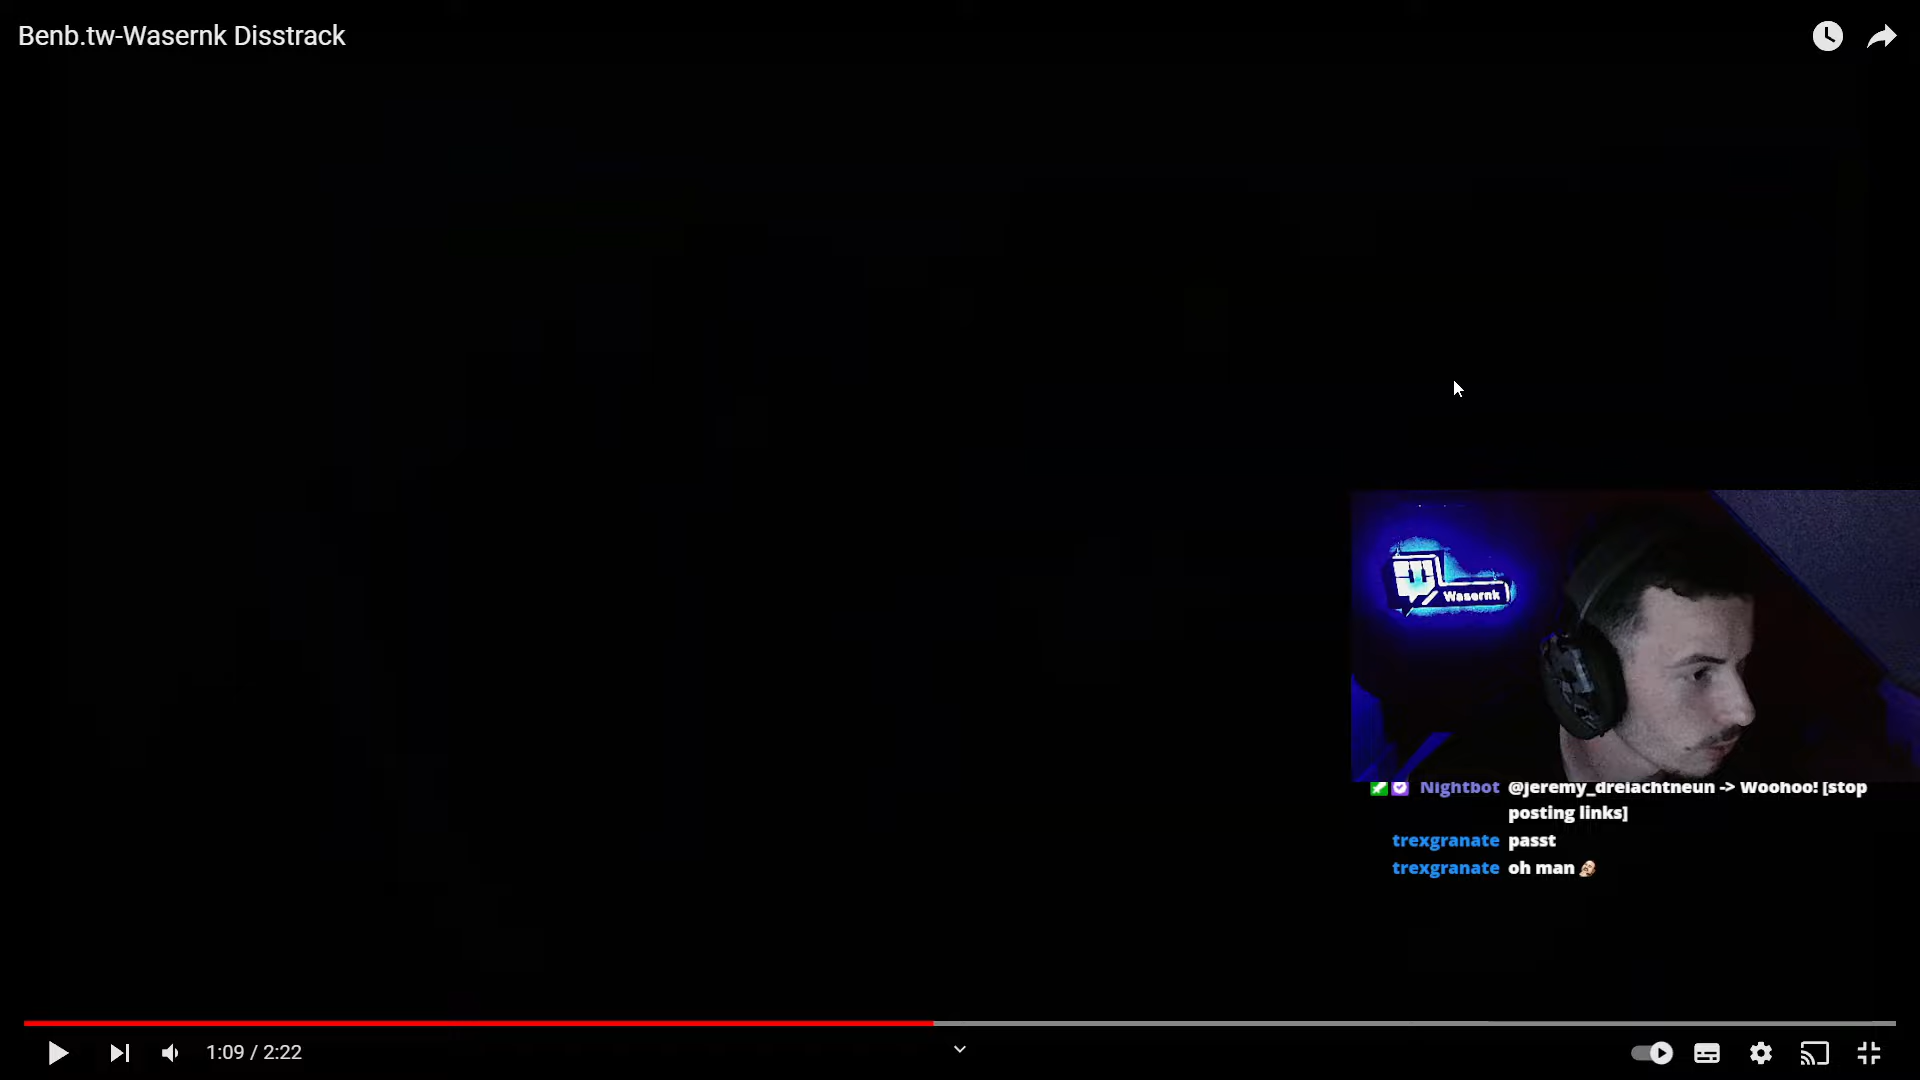 Benb.tw-Wasernk Disstrack
Wasernk
Nightbot @jeremy_dreiachtneun -> Woohoo! [stop
posting links]
trexgranate passt
trexgranate oh man
1:09 / 2:22